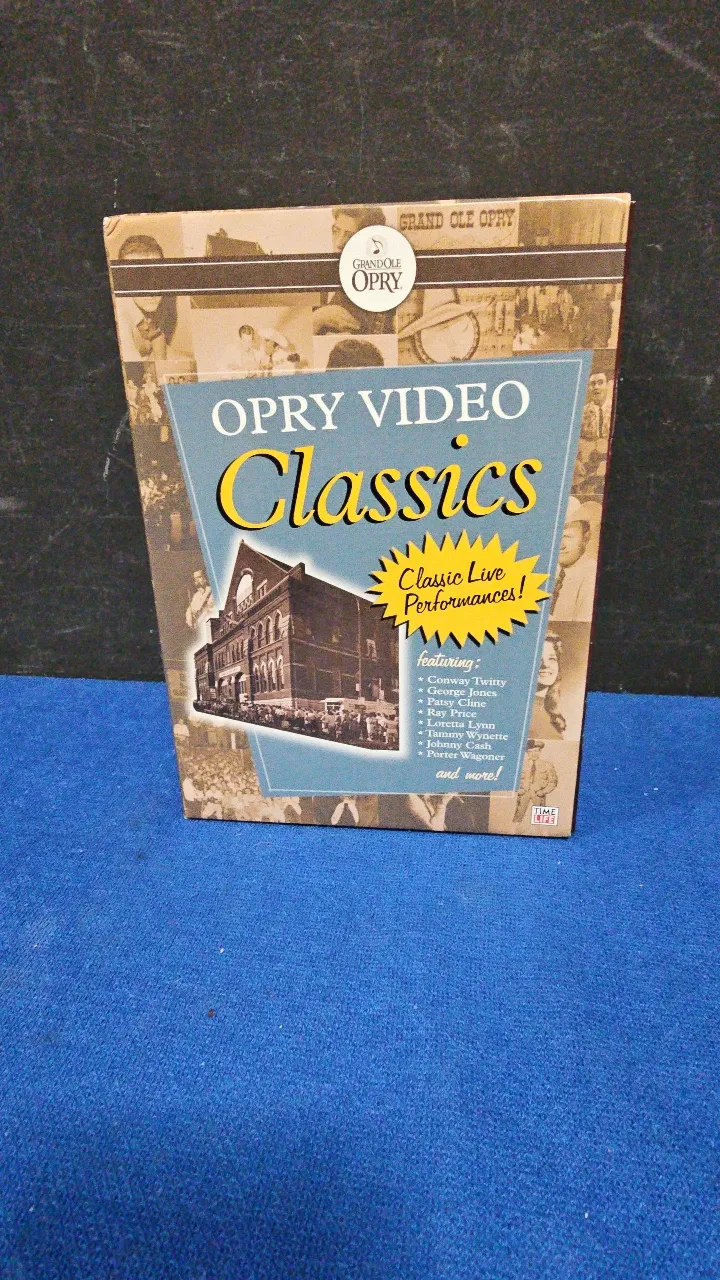 GRAND OLE OPRY
GRAND OLE
OPRY
OPRY VIDEO
Classics
Classic Live
Performances!
featuring:
* Conway Twitty
* George Jones
* Patsy Cline
* Ray Price
* Loretta Lynn
* Tammy Wynette
* Johnny Cash
* Porter Wagoner
and more!
TIME
LIFE